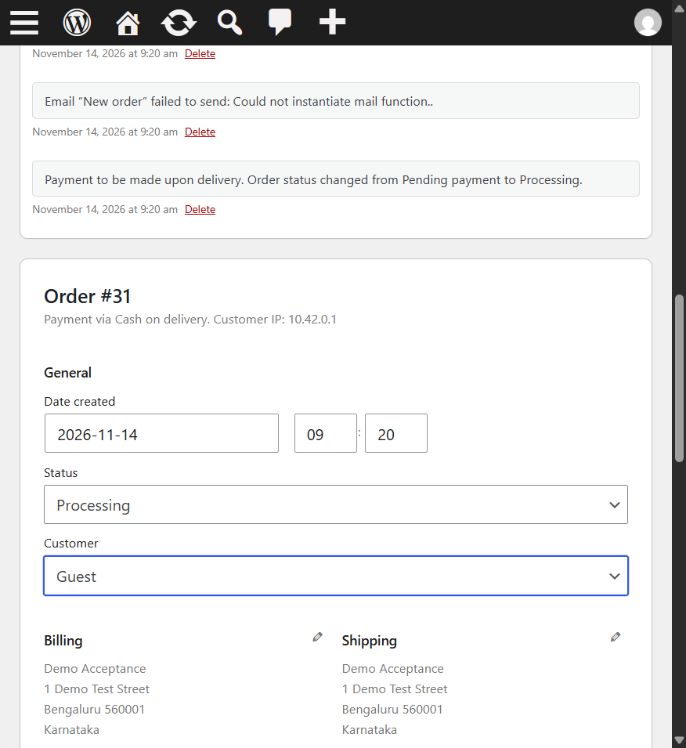 November 14, 2026 at 9:20 am Delete
Email “New order” failed to send: Could not instantiate mail function..
November 14, 2026 at 9:20 am Delete
Payment to be made upon delivery. Order status changed from Pending payment to Processing.
November 14, 2026 at 9:20 am Delete
Order #31
Payment via Cash on delivery. Customer IP: 10.42.0.1
General
Date created
2026-11-14 09 : 20
Status
Processing
Customer
Guest
Billing Shipping
Demo Acceptance Demo Acceptance
1 Demo Test Street 1 Demo Test Street
Bengaluru 560001 Bengaluru 560001
Karnataka Karnataka